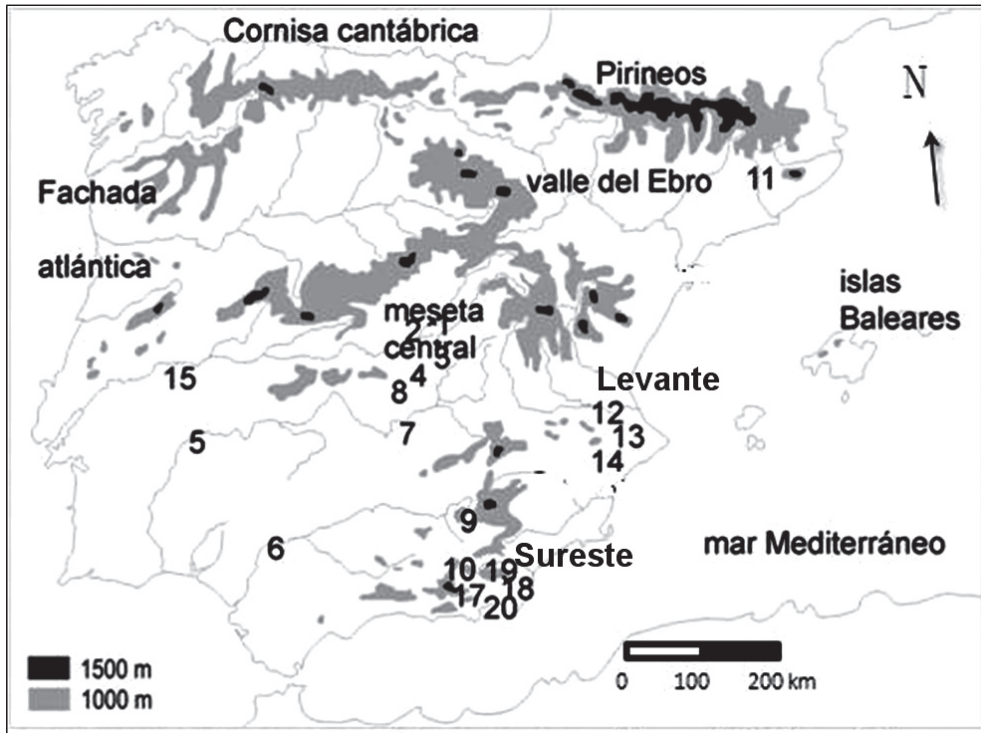 Cornisa cantábrica
Pirineos
N
Fachada
valle del Ebro
11
atlántica
islas
Baleares
meseta
2 1
central
3
15
8 4
Levante
12
5
7
13
14
9
6
Sureste
mar Mediterráneo
10 19
17 18
20
1500 m
1000 m
0 100 200 km